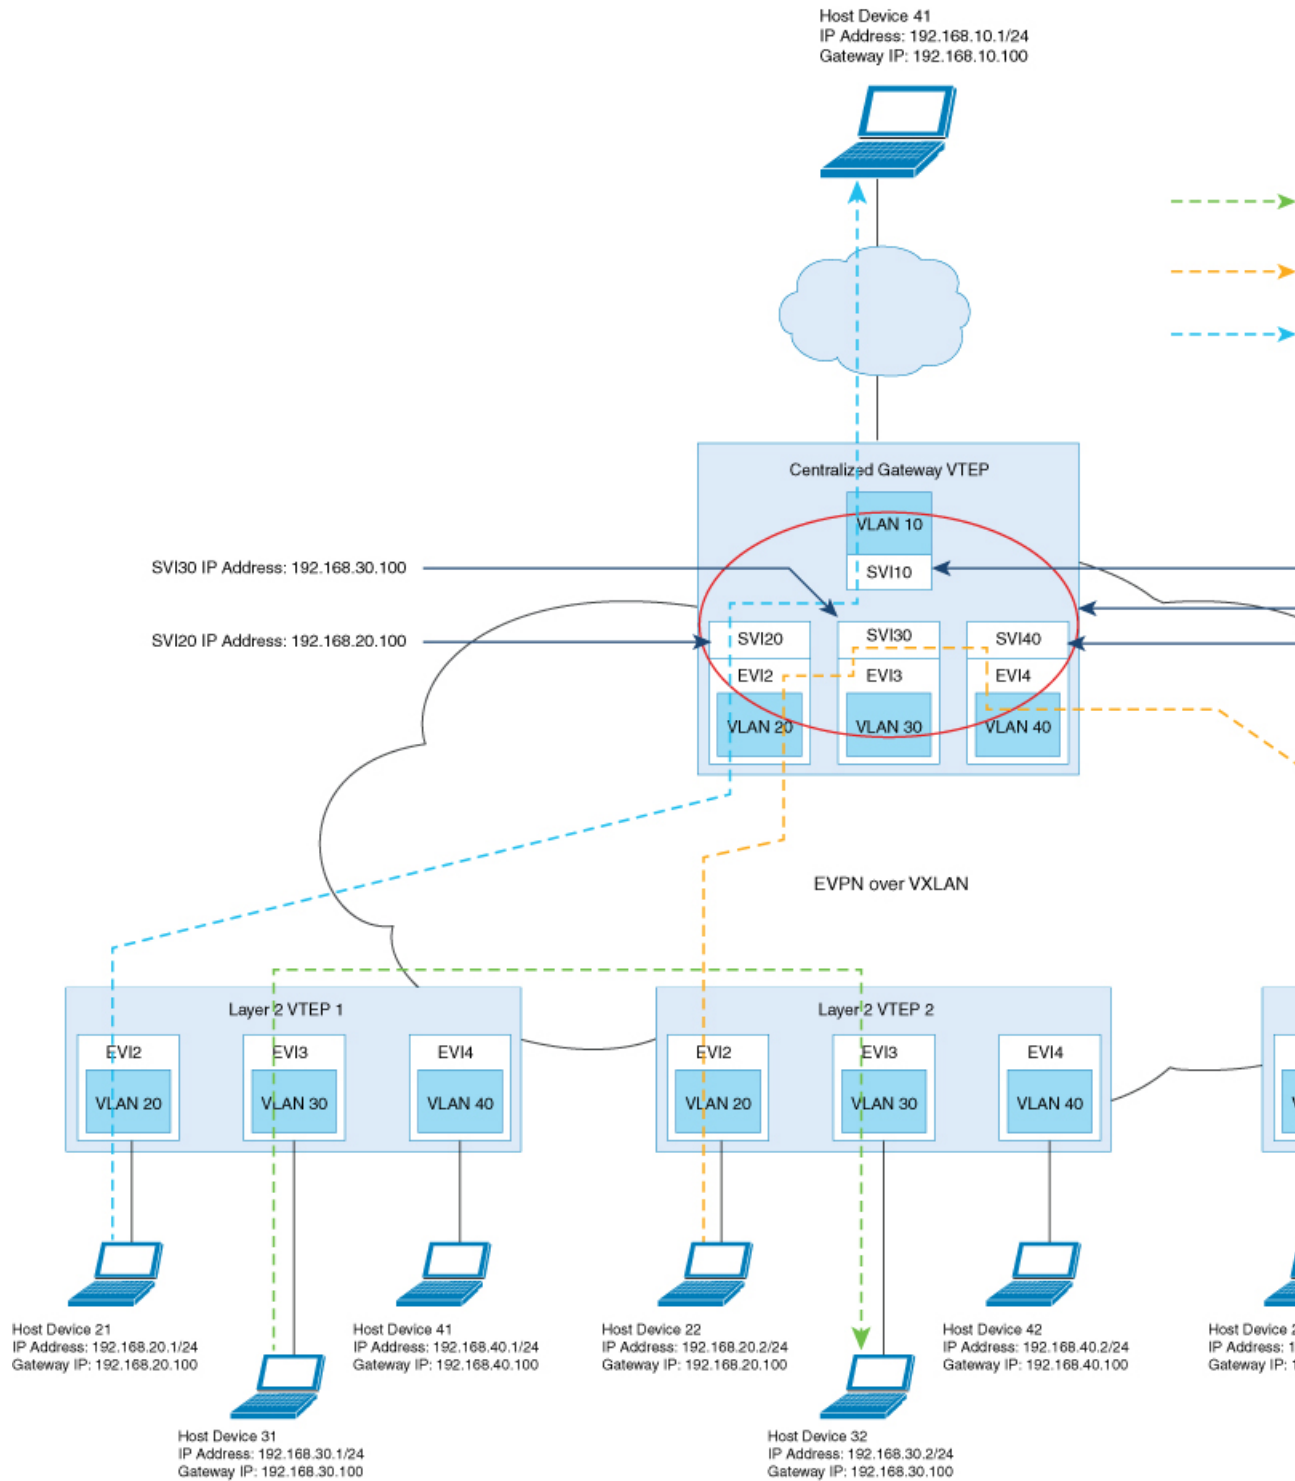 Host Device 41
IP Address: 192.168.10.1/24
Gateway IP: 192.168.10.100
Centralized Gateway VTEP
VLAN 10
SVI10
SVI30 IP Address: 192.168.30.100
SVI20 IP Address: 192.168.20.100
SVI20
SVI30
SVI40
EVI2
EVI3
EVI4
VLAN 20
VLAN 30
VLAN 40
EVPN over VXLAN
Layer 2 VTEP 1
EVI2
EVI3
EVI4
VLAN 20
VLAN 30
VLAN 40
Layer 2 VTEP 2
EVI2
EVI3
EVI4
VLAN 20
VLAN 30
VLAN 40
Host Device 21
IP Address: 192.168.20.1/24
Gateway IP: 192.168.20.100
Host Device 41
IP Address: 192.168.40.1/24
Gateway IP: 192.168.40.100
Host Device 22
IP Address: 192.168.20.2/24
Gateway IP: 192.168.20.100
Host Device 42
IP Address: 192.168.40.2/24
Gateway IP: 192.168.40.100
Host Device
IP Address:
Gateway IP:
Host Device 31
IP Address: 192.168.30.1/24
Gateway IP: 192.168.30.100
Host Device 32
IP Address: 192.168.30.2/24
Gateway IP: 192.168.30.100